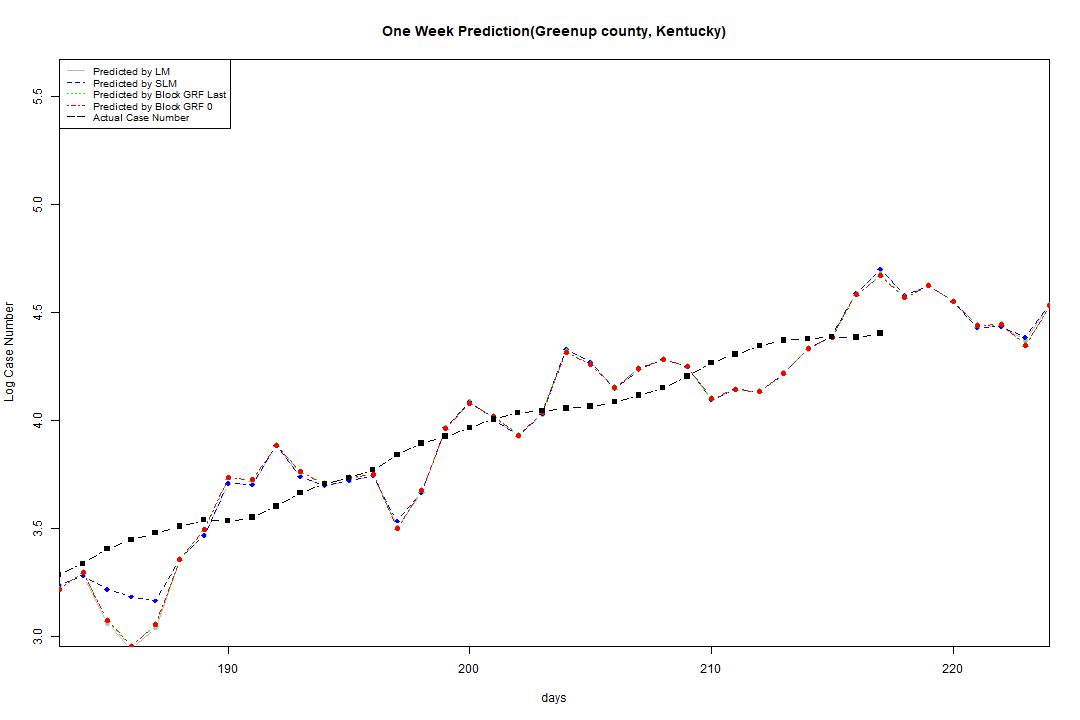 One Week Prediction(Greenup county, Kentucky)
Predicted by LM
Predicted by SLM
Predicted by Block GRF Last
Predicted by Block GRF 0
Actual Case Number
5.5
5.0
4.5
4.0
3.5
3.0
Log Case Number
190 200 210 220
days